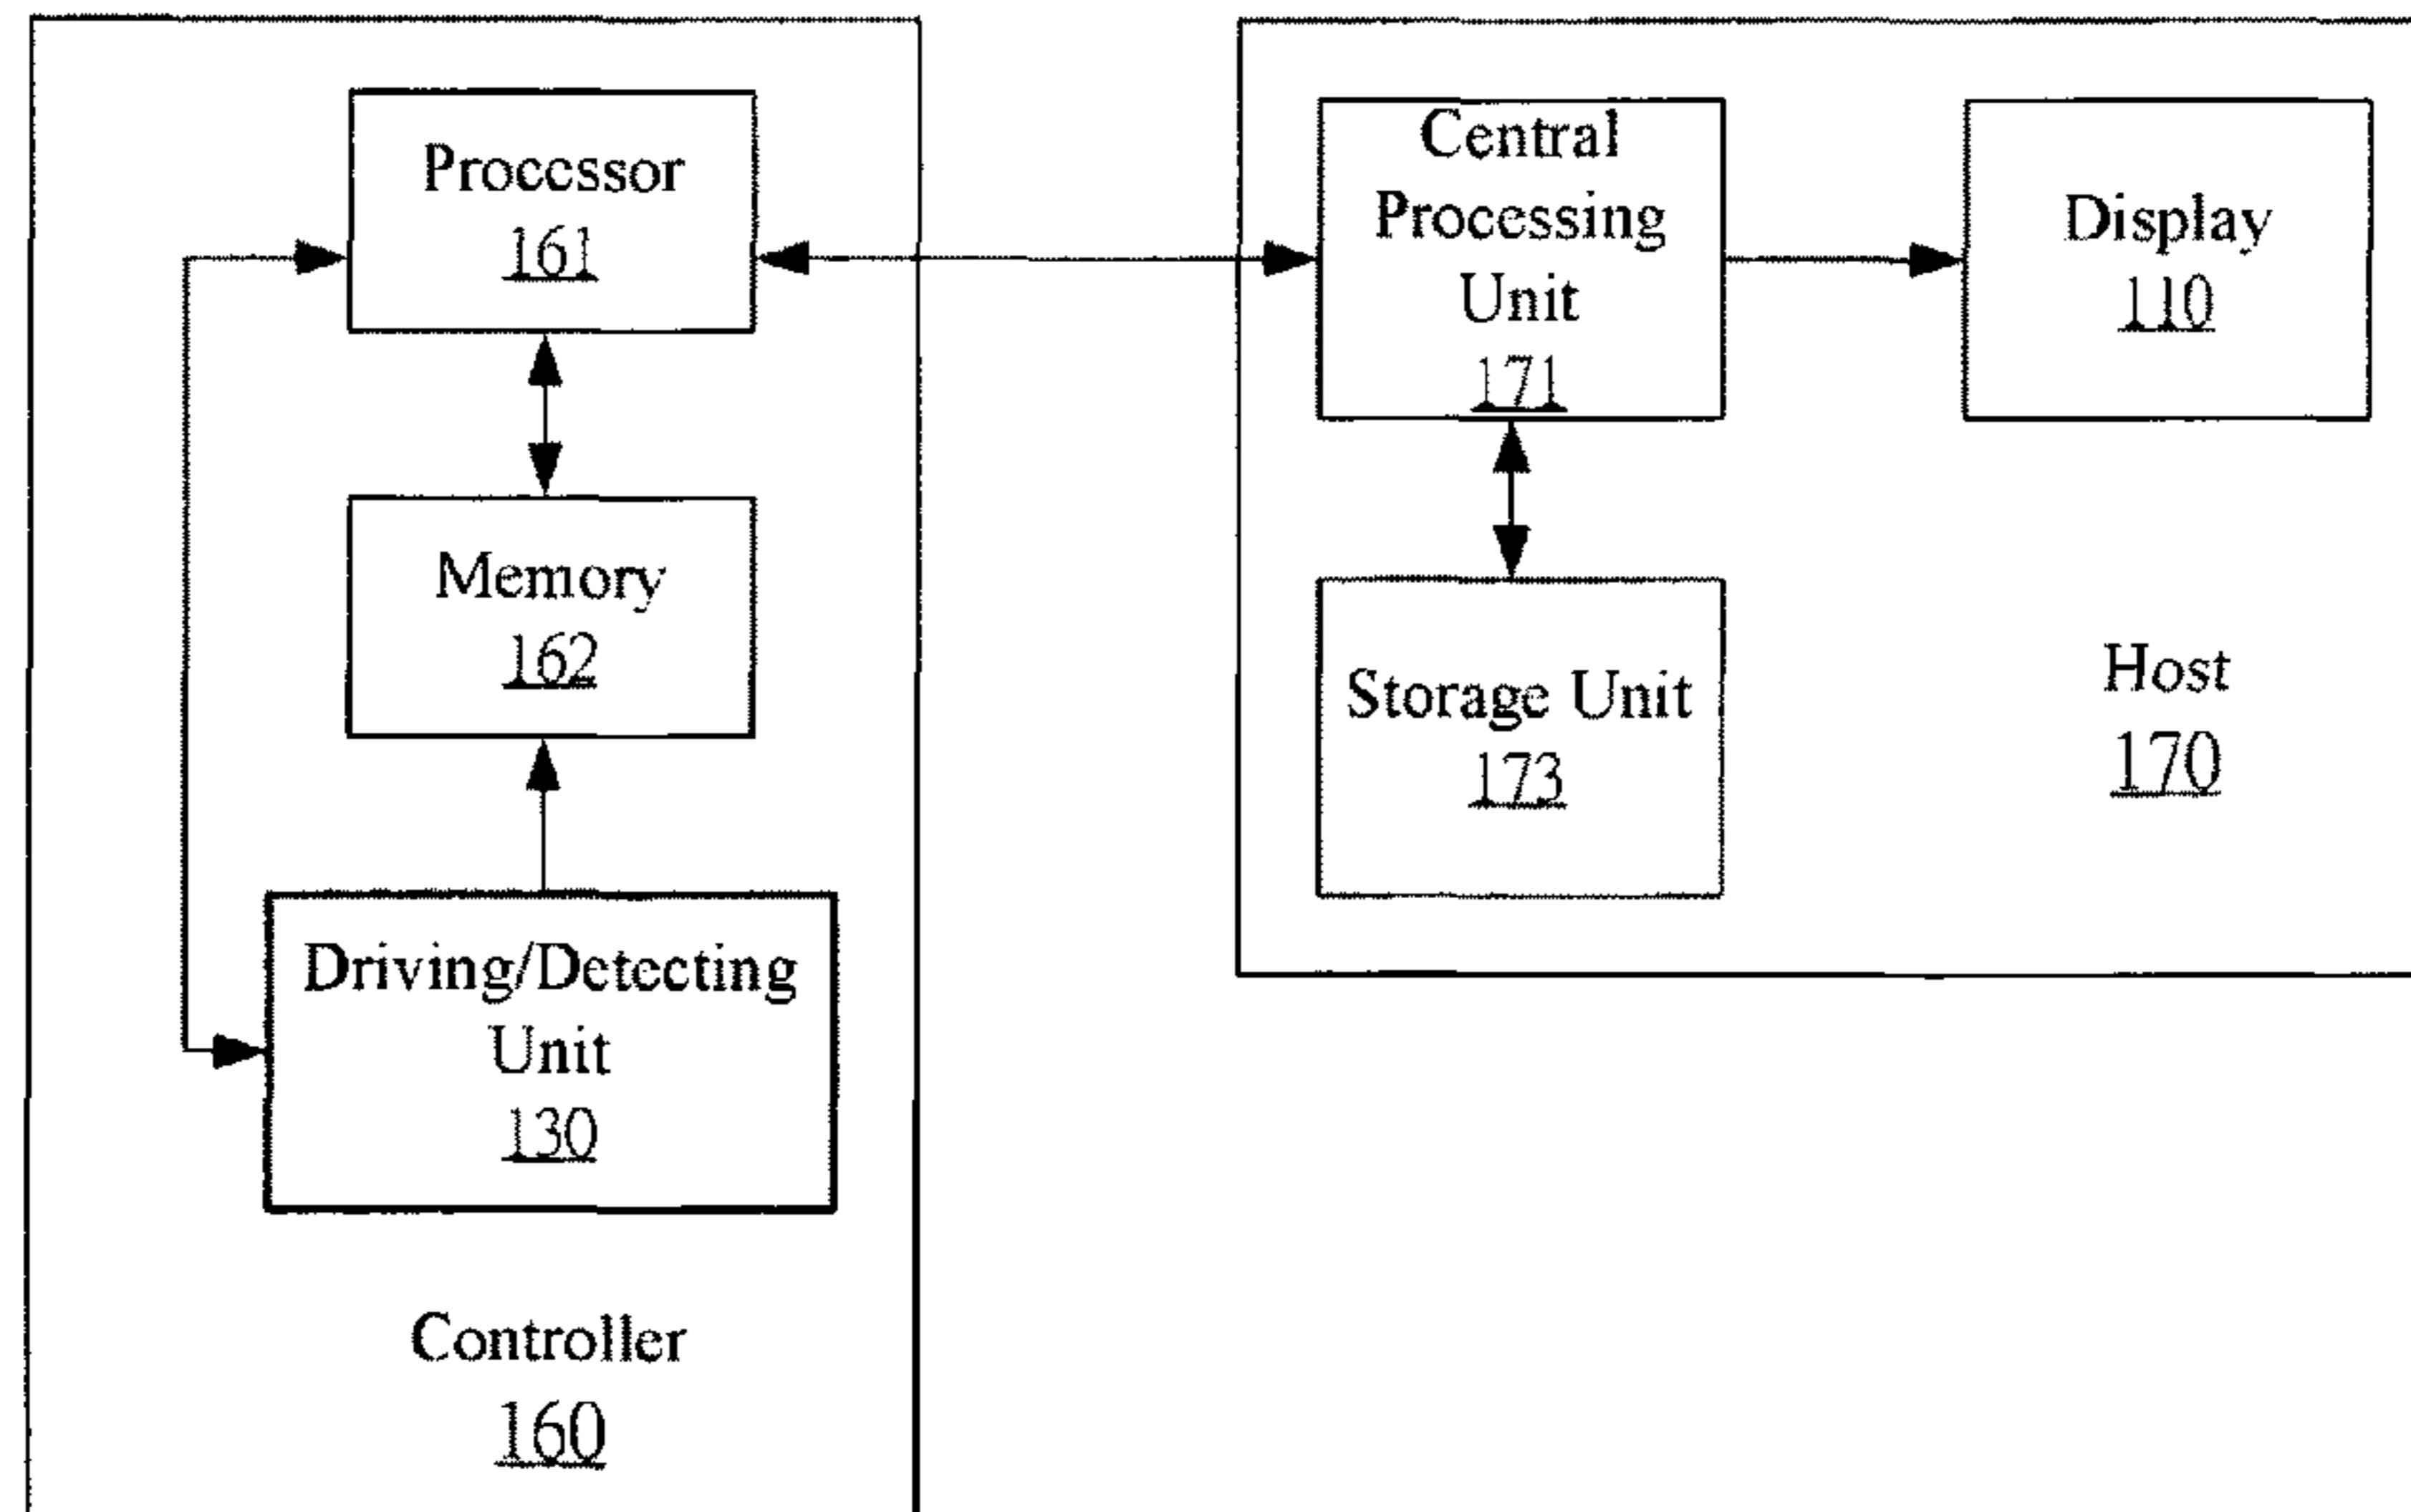 Processor
161
Memory
162
Driving/Detecting
Unit
130
Controller
160
Central
Processing
Unit
171
Display
110
Storage Unit
173
Host
170